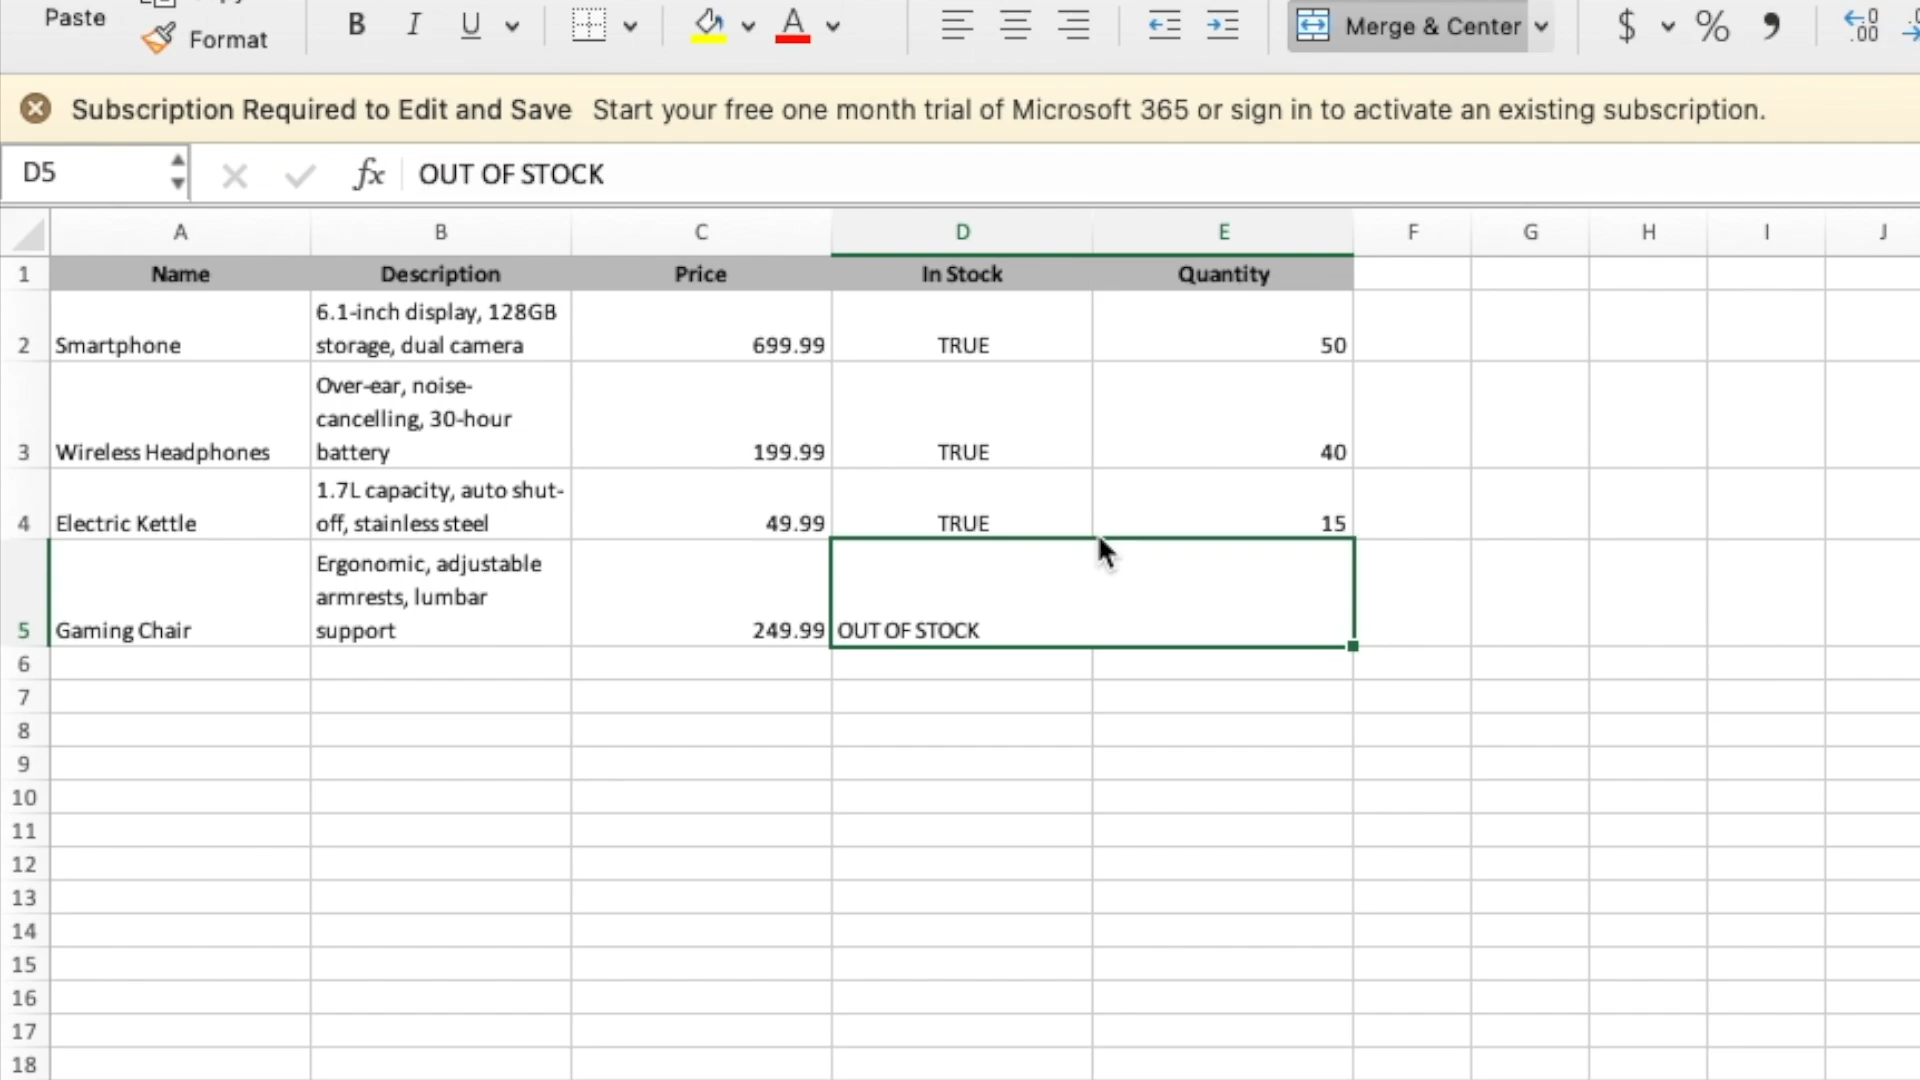 Paste
Format
B I U
A
Merge & Center
$ % ,
.00
Subscription Required to Edit and Save Start your free one month trial of Microsoft 365 or sign in to activate an existing subscription.
D5
fx
OUT OF STOCK
A B C D E F G H I J
1 Name Description Price In Stock Quantity
6.1-inch display, 128GB
2 Smartphone storage, dual camera 699.99 TRUE 50
Over-ear, noise-
cancelling, 30-hour
3 Wireless Headphones battery 199.99 TRUE 40
1.7L capacity, auto shut-
4 Electric Kettle off, stainless steel 49.99 TRUE 15
Ergonomic, adjustable
armrests, lumbar
5 Gaming Chair support 249.99 OUT OF STOCK
6
7
8
9
10
11
12
13
14
15
16
17
18